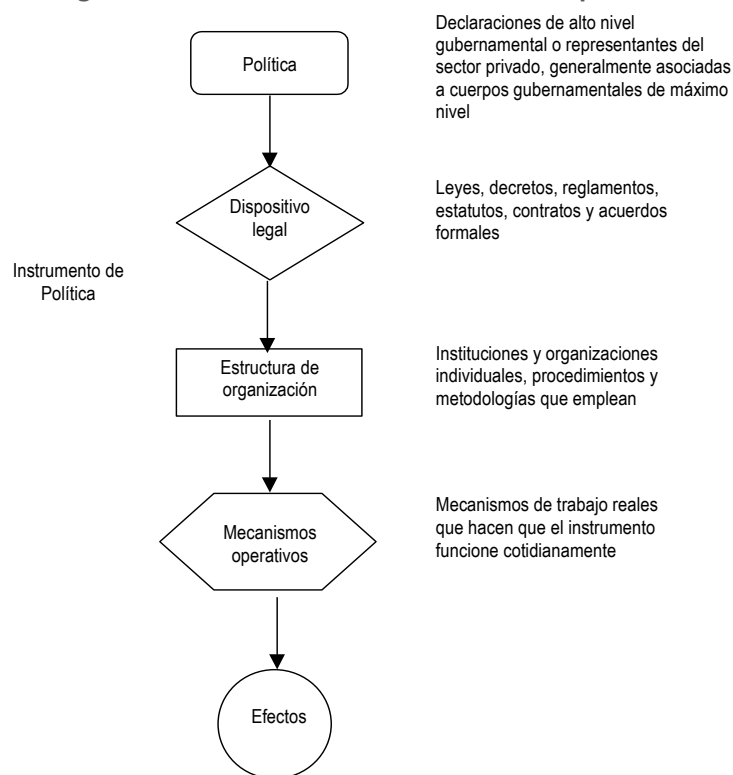 Política
Declaraciones de alto nivel
gubernamental o representantes del
sector privado, generalmente asociadas
a cuerpos gubernamentales de máximo
nivel
Dispositivo
legal
Leyes, decretos, reglamentos,
estatutos, contratos y acuerdos
formales
Instrumento de
Política
Estructura de
organización
Instituciones y organizaciones
individuales, procedimientos y
metodologías que emplean
Mecanismos
operativos
Mecanismos de trabajo reales
que hacen que el instrumento
funcione cotidianamente
Efectos